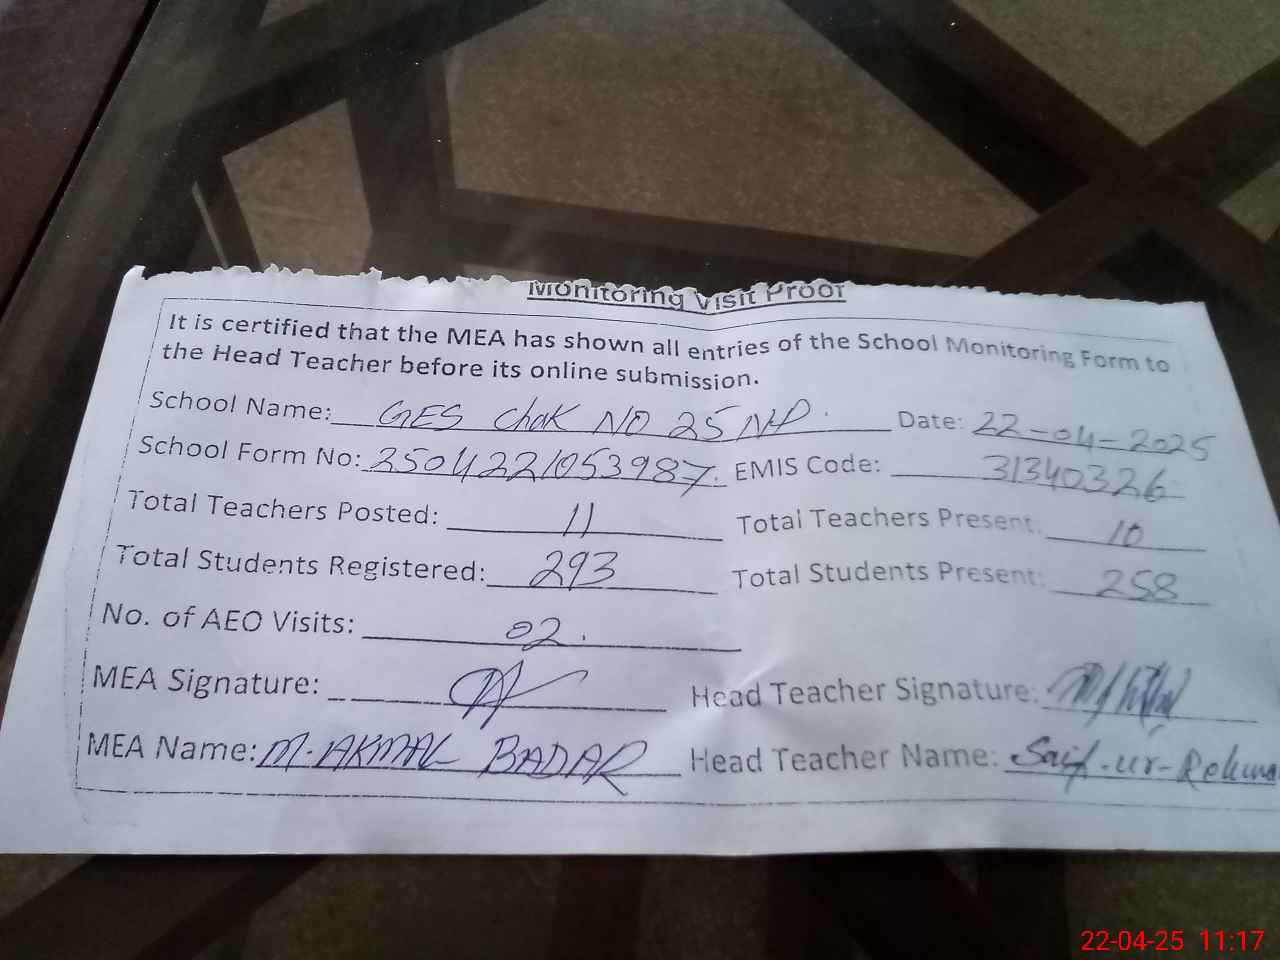 Monitoring Visit Proof
It is certified that the MEA has shown all entries of the School Monitoring Form to
the Head Teacher before its online submission.
School Name: GES Chak NO 25 NP. Date: 22-04-2025
School Form No: 2504221053987. EMIS Code: 31340326
Total Teachers Posted: 11 Total Teachers Present: 10
Total Students Registered: 293 Total Students Present: 258
No. of AEO Visits: 02.
MEA Signature: Head Teacher Signature:
MEA Name: M. AKMAL BADAR Head Teacher Name: Saif-ur-Rehma
22-04-25 11:17